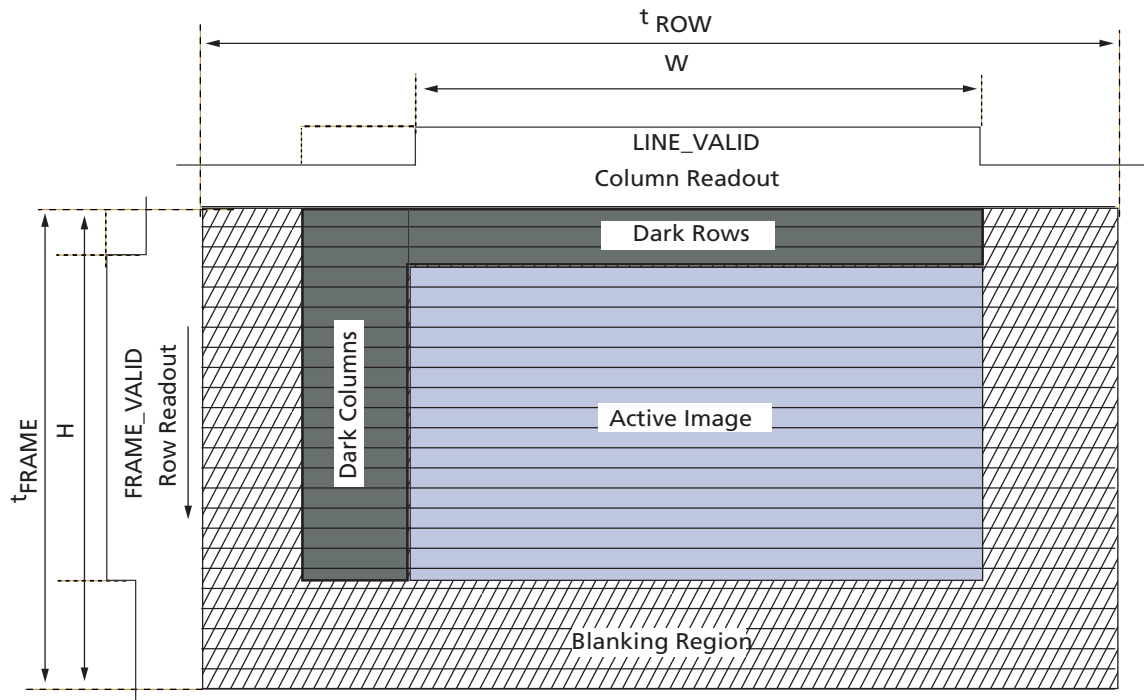 t ROW
W
LINE_VALID
Column Readout
Dark Rows
tFRAME
H
FRAME_VALID
Row Readout
Dark Columns
Active Image
Blanking Region